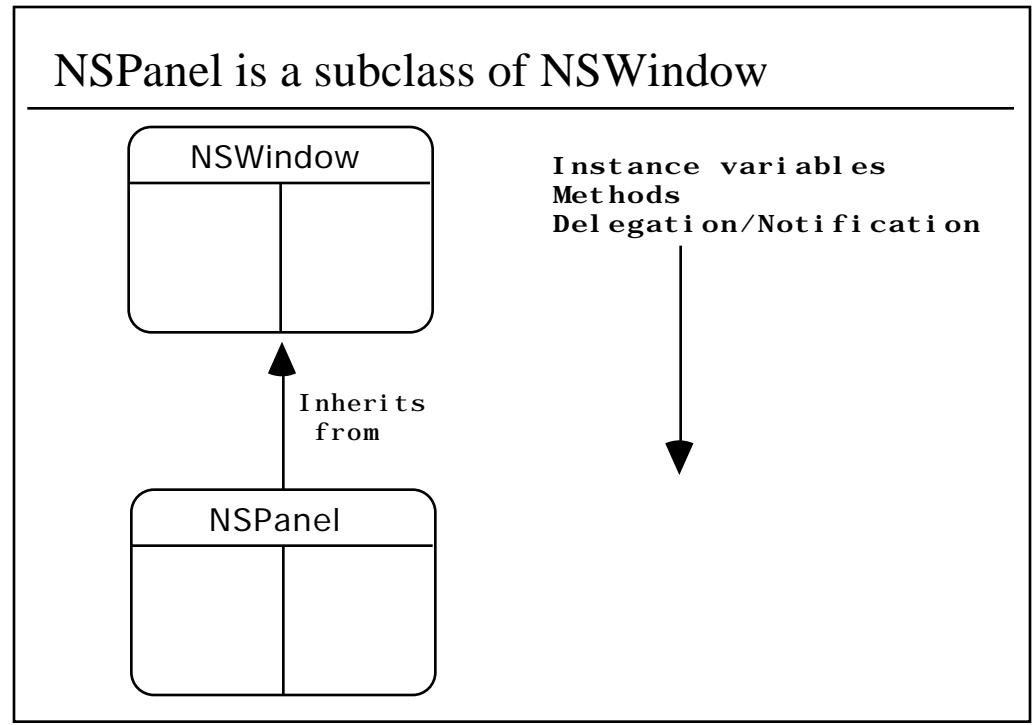 NSPanel is a subclass of NSWindow
NSWindow
Instance variables
Methods
Delegation/Notification
Inherits
from
NSPanel